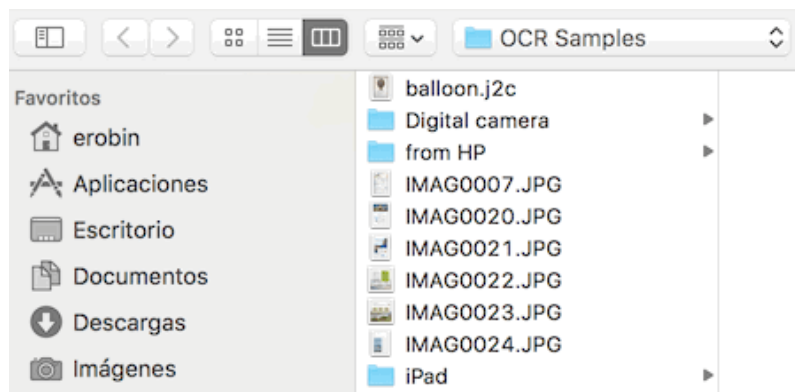 OCR Samples
Favoritos
erobin
Aplicaciones
Escritorio
Documentos
Descargas
Imágenes
balloon.j2c
Digital camera
from HP
IMAG0007.JPG
IMAG0020.JPG
IMAG0021.JPG
IMAG0022.JPG
IMAG0023.JPG
IMAG0024.JPG
iPad